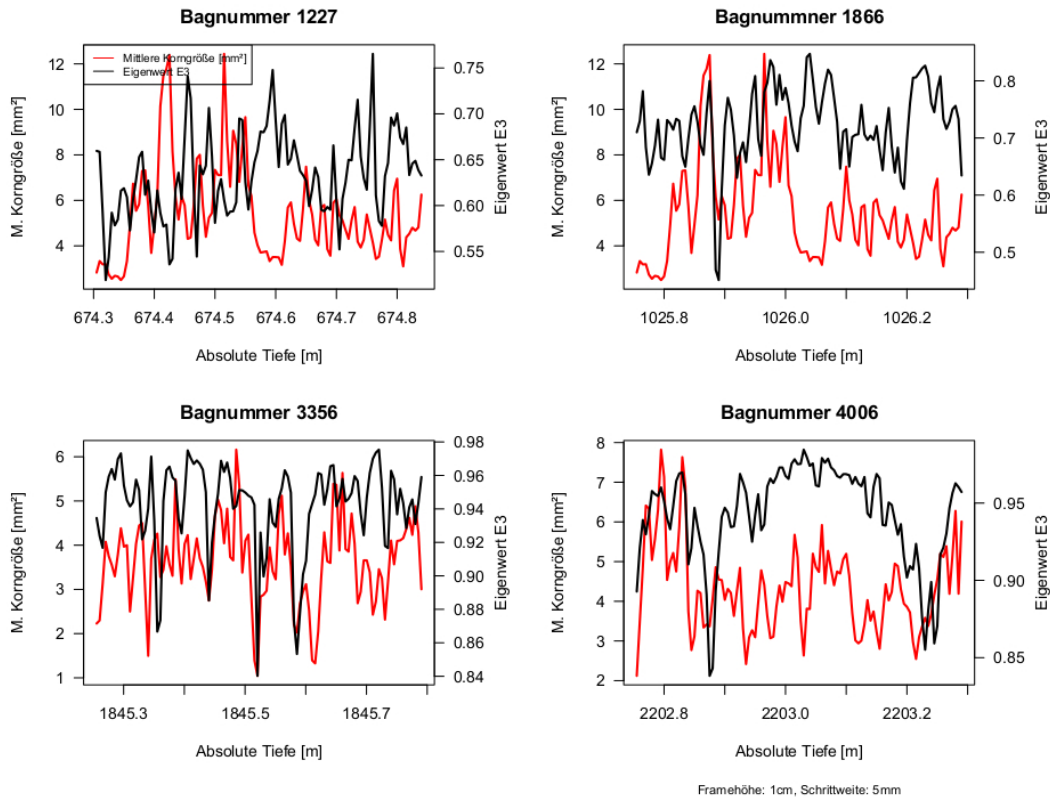 Bagnummer 1227
Mittlere Korngröße [mm²]
Eigenwert E3
12
10
8
6
4
M. Korngröße [mm²]
0.75
0.70
0.65
0.60
0.55
Eigenwert E3
674.3 674.4 674.5 674.6 674.7 674.8
Absolute Tiefe [m]
Bagnummner 1866
12
10
8
6
4
M. Korngröße [mm²]
0.8
0.7
0.6
0.5
Eigenwert E3
1025.8 1026.0 1026.2
Absolute Tiefe [m]
Bagnummer 3356
6
5
4
3
2
1
M. Korngröße [mm²]
0.98
0.96
0.94
0.92
0.90
0.88
0.86
0.84
Eigenwert E3
1845.3 1845.5 1845.7
Absolute Tiefe [m]
Bagnummer 4006
8
7
6
5
4
3
2
M. Korngröße [mm²]
0.95
0.90
0.85
Eigenwert E3
2202.8 2203.0 2203.2
Absolute Tiefe [m]
Framehöhe: 1cm, Schrittweite: 5mm